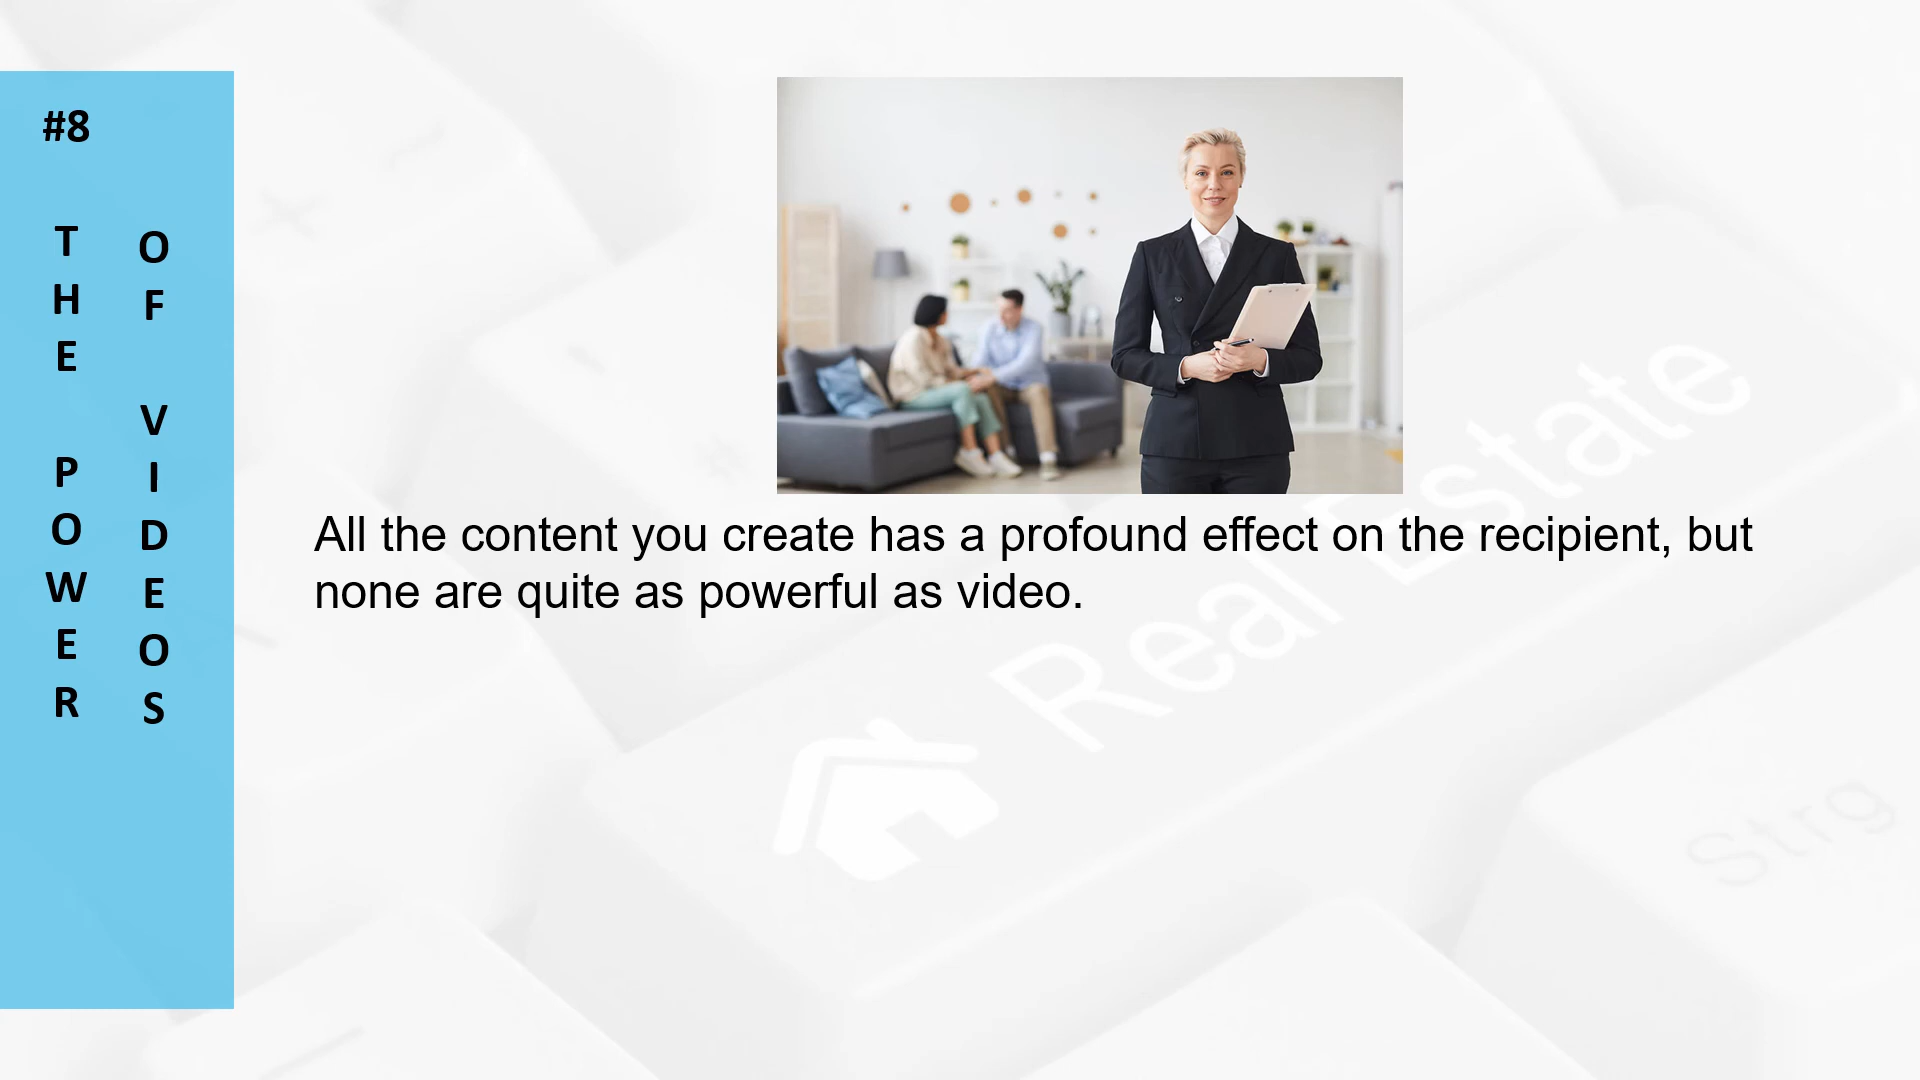 #8
THE POWER
OF VIDEOS
All the content you create has a profound effect on the recipient, but
none are quite as powerful as video.
Real Estate
Strg